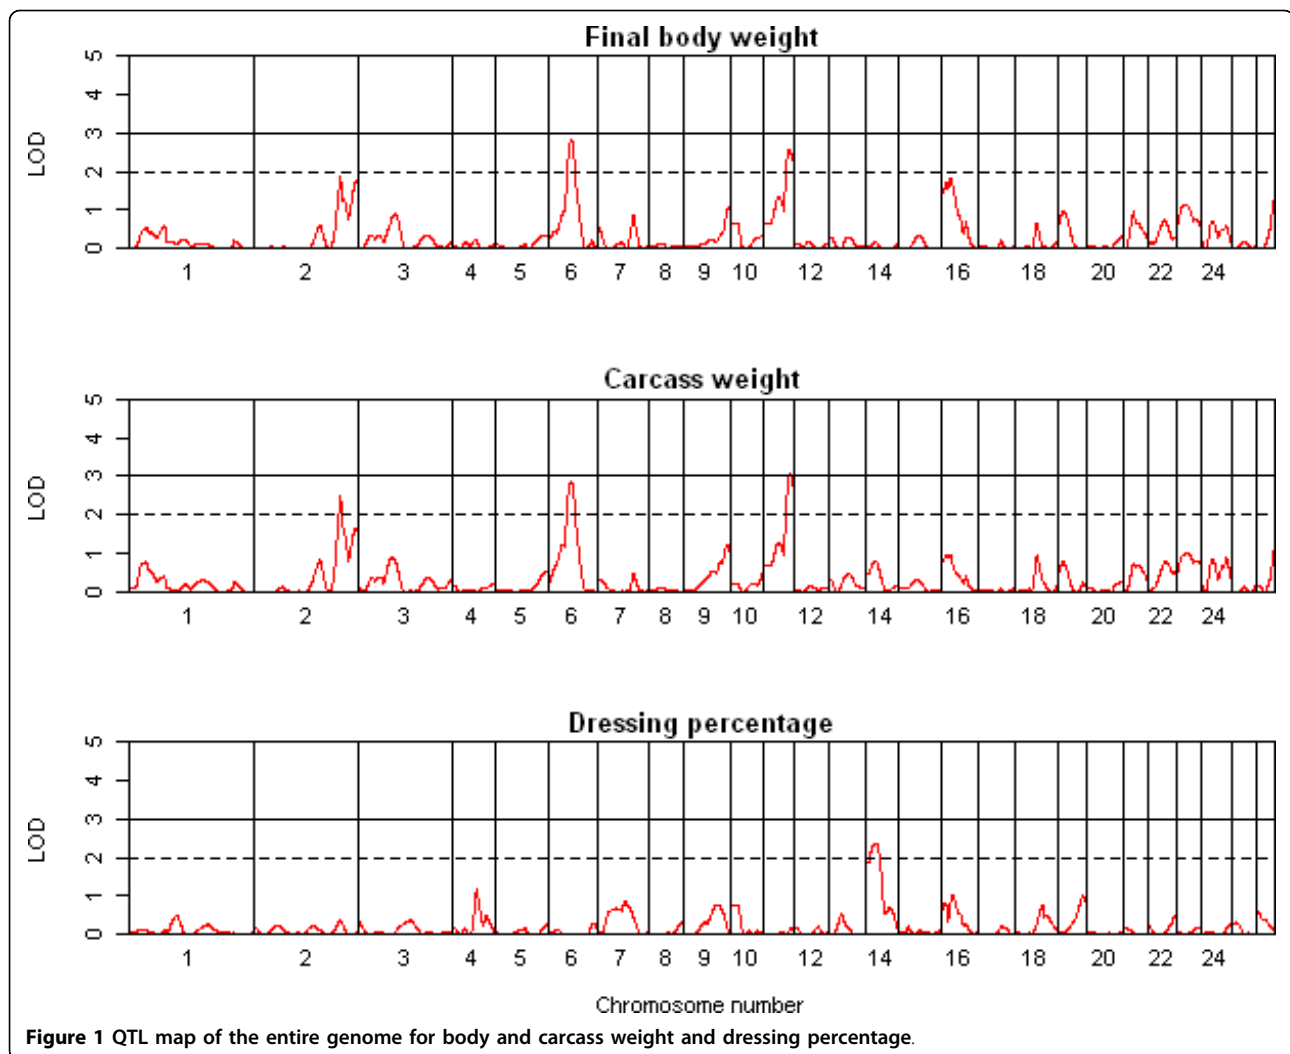 Final body weight
5
4
3
2
1
0
LOD
1 2 3 4 5 6 7 8 9 10 12 14 16 18 20 22 24
Carcass weight
5
4
3
2
1
0
LOD
1 2 3 4 5 6 7 8 9 10 12 14 16 18 20 22 24
Dressing percentage
5
4
3
2
1
0
LOD
1 2 3 4 5 6 7 8 9 10 12 14 16 18 20 22 24
Chromosome number
Figure 1 QTL map of the entire genome for body and carcass weight and dressing percentage.